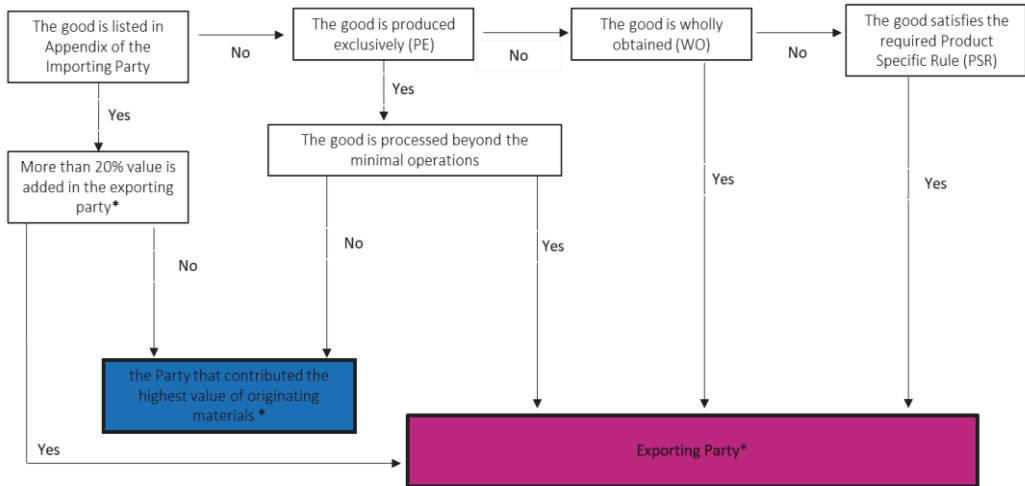 The good is listed in
Appendix of the
Importing Party
No
The good is produced
exclusively (PE)
No
The good is wholly
obtained (WO)
No
The good satisfies the
required Product
Specific Rule (PSR)
Yes
Yes
The good is processed beyond the
minimal operations
More than 20% value is
added in the exporting
party*
Yes
Yes
No
No
Yes
the Party that contributed the
highest value of originating
materials *
Yes
Exporting Party*